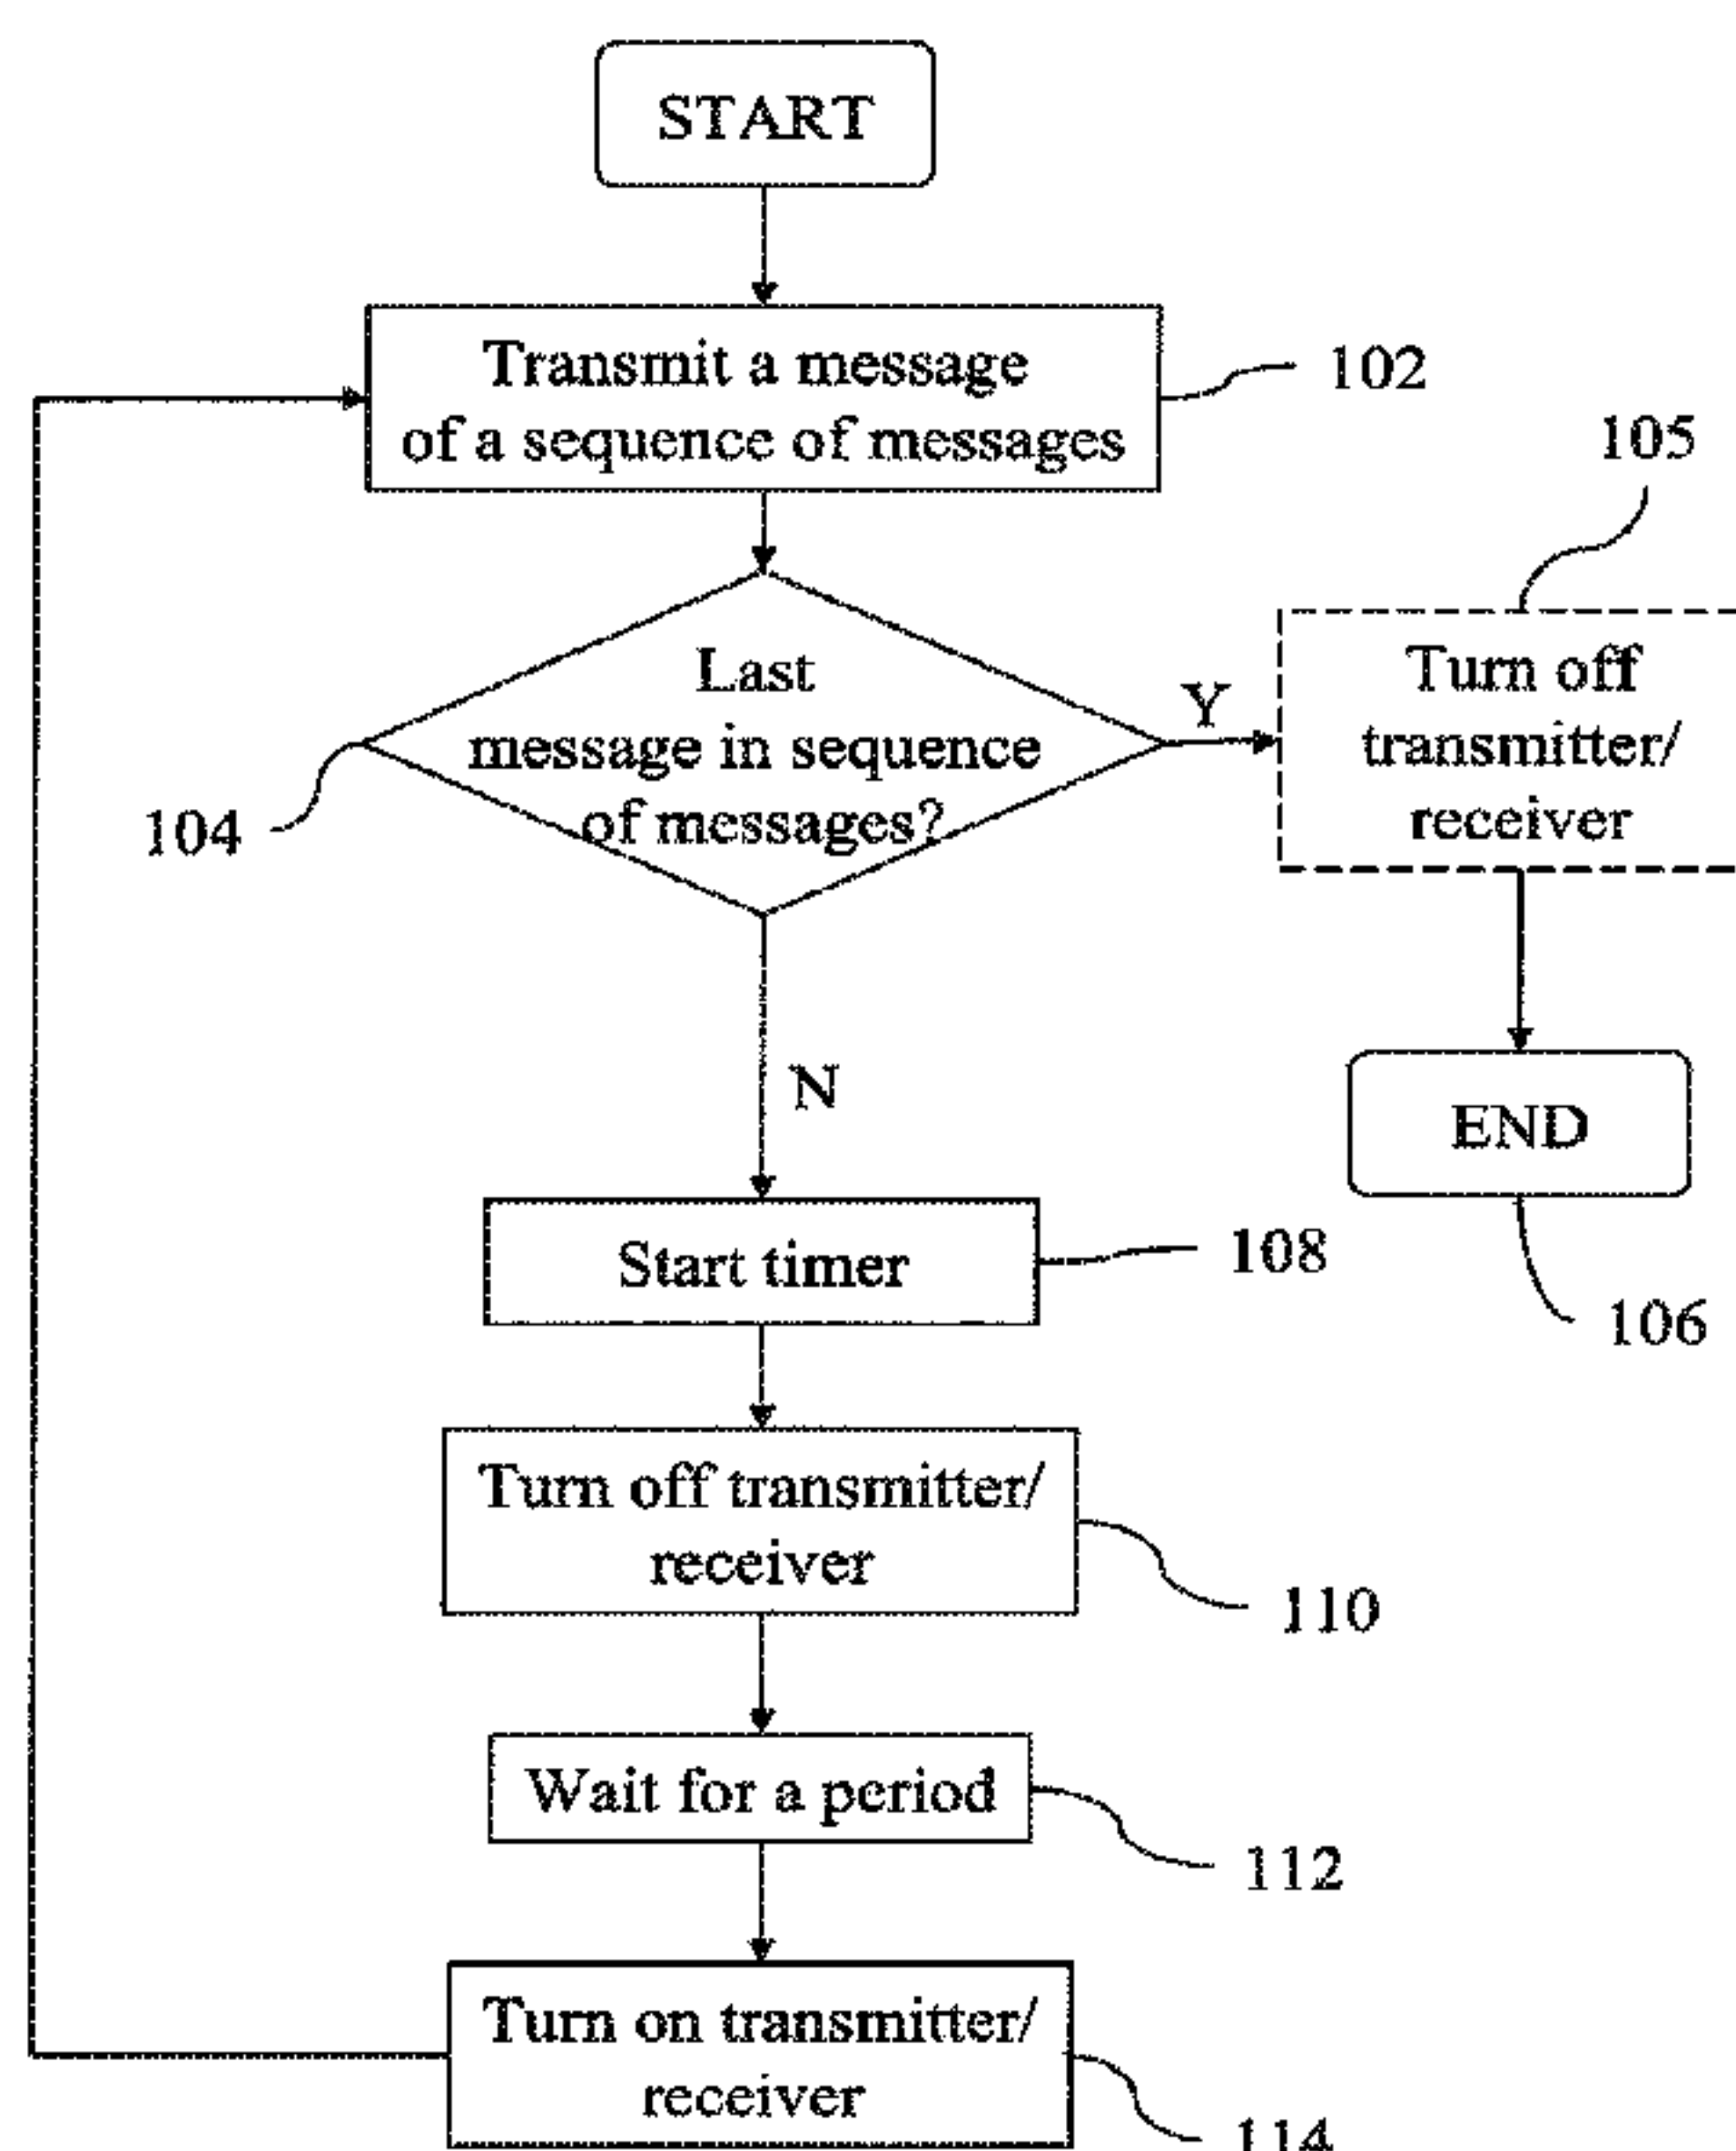 START
Transmit a message
of a sequence of messages
102
105
Last
message in sequence
of messages?
Y
Turn off
transmitter/
receiver
104
N
END
Start timer
108
106
Turn off transmitter/
receiver
110
Wait for a period
112
Turn on transmitter/
receiver
114